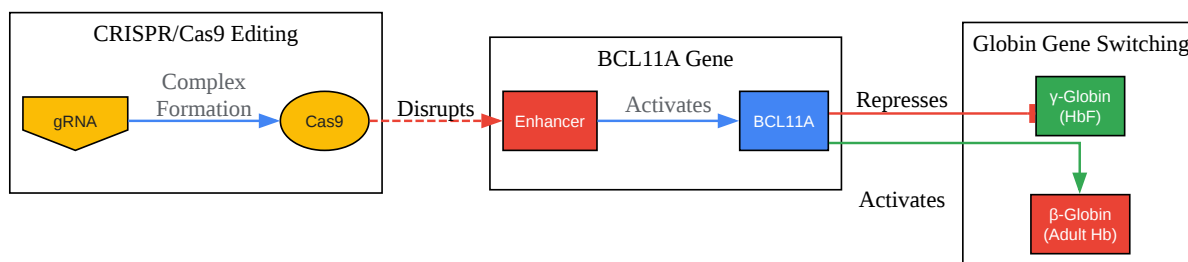 CRISPR/Cas9 Editing
gRNA
Complex
Formation
Cas9
Disrupts
BCL11A Gene
Enhancer
Activates
BCL11A
Represses
Activates
Globin Gene Switching
γ-Globin
(HbF)
β-Globin
(Adult Hb)